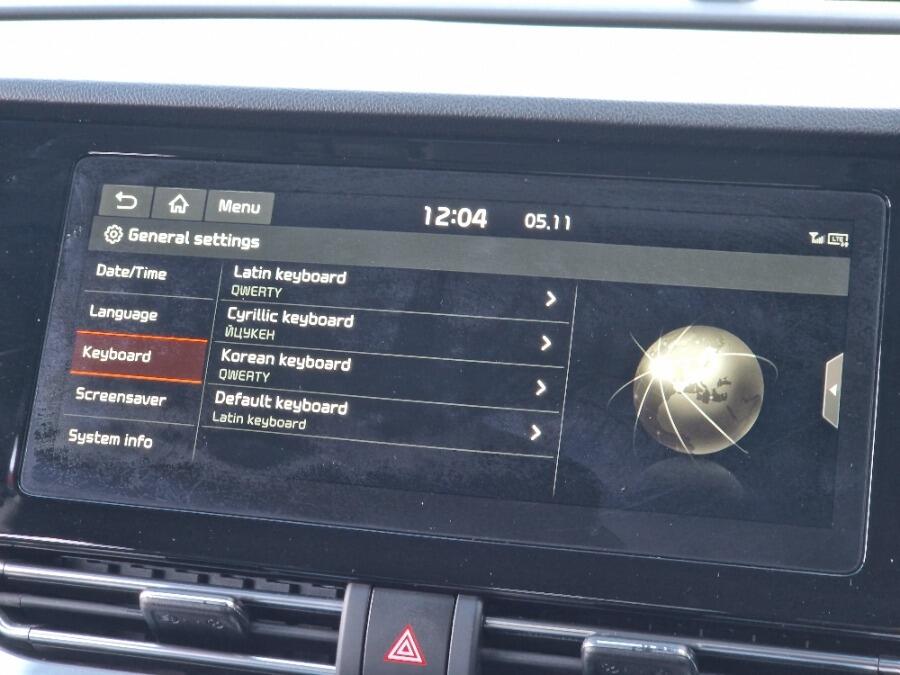 Menu
12:04
05.11
LTE
General settings
Date/Time
Language
Keyboard
Screensaver
System info
Latin keyboard
QWERTY
Cyrillic keyboard
ЙЦУКЕН
Korean keyboard
QWERTY
Default keyboard
Latin keyboard